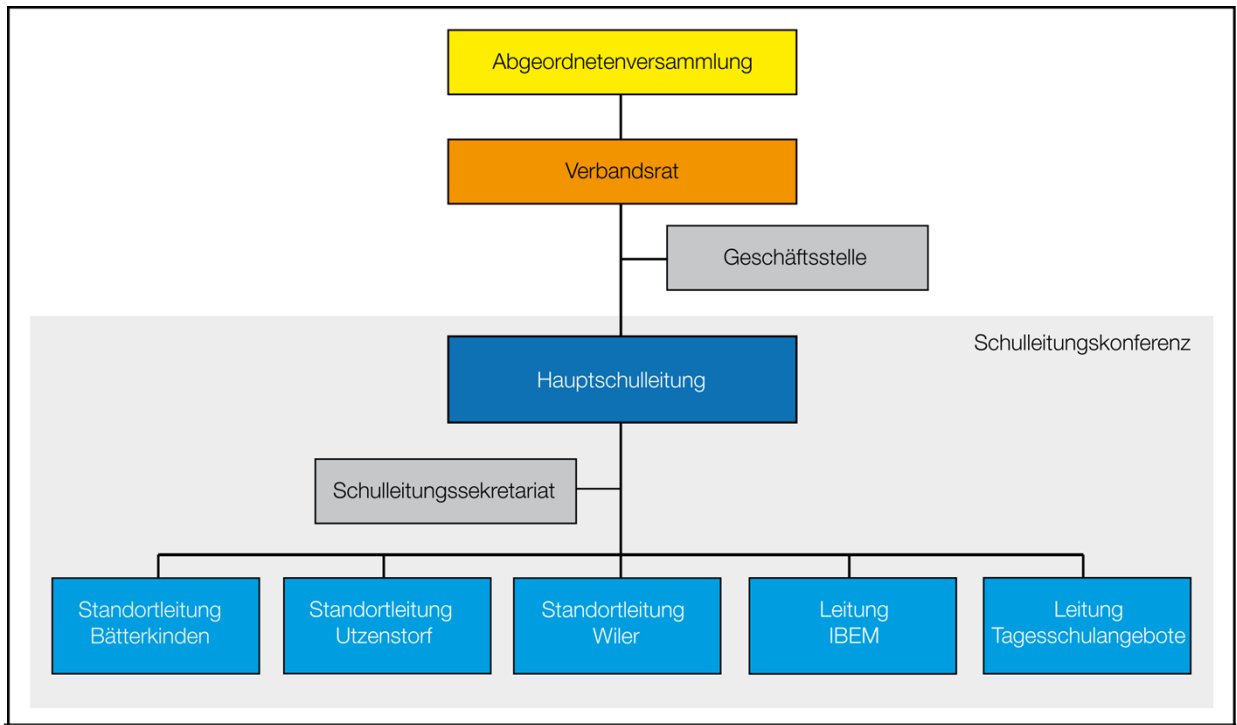 Abgeordnetenversammlung
Verbandsrat
Geschäftsstelle
Schulleitungskonferenz
Hauptschulleitung
Schulleitungssekretariat
Standortleitung
Bätterkinden
Standortleitung
Utzenstorf
Standortleitung
Wiler
Leitung
IBEM
Leitung
Tagesschulangebote